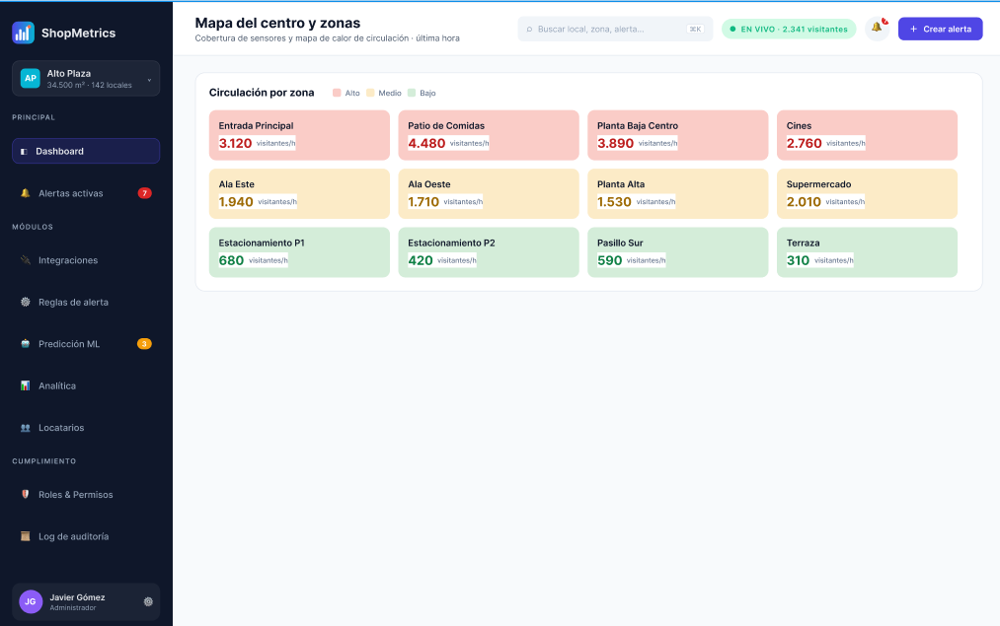 ShopMetrics
AP
Alto Plaza
34.500 m² · 142 locales
PRINCIPAL
Dashboard
Alertas activas 7
MÓDULOS
Integraciones
Reglas de alerta
Predicción ML 3
Analítica
Locatarios
CUMPLIMIENTO
Roles & Permisos
Log de auditoría
JG
Javier Gómez
Administrador
Mapa del centro y zonas
Cobertura de sensores y mapa de calor de circulación · última hora
Buscar local, zona, alerta... ⌘K
EN VIVO · 2.341 visitantes
+ Crear alerta
Circulación por zona Alto Medio Bajo
Entrada Principal
3.120 visitantes/h
Patio de Comidas
4.480 visitantes/h
Planta Baja Centro
3.890 visitantes/h
Cines
2.760 visitantes/h
Ala Este
1.940 visitantes/h
Ala Oeste
1.710 visitantes/h
Planta Alta
1.530 visitantes/h
Supermercado
2.010 visitantes/h
Estacionamiento P1
680 visitantes/h
Estacionamiento P2
420 visitantes/h
Pasillo Sur
590 visitantes/h
Terraza
310 visitantes/h